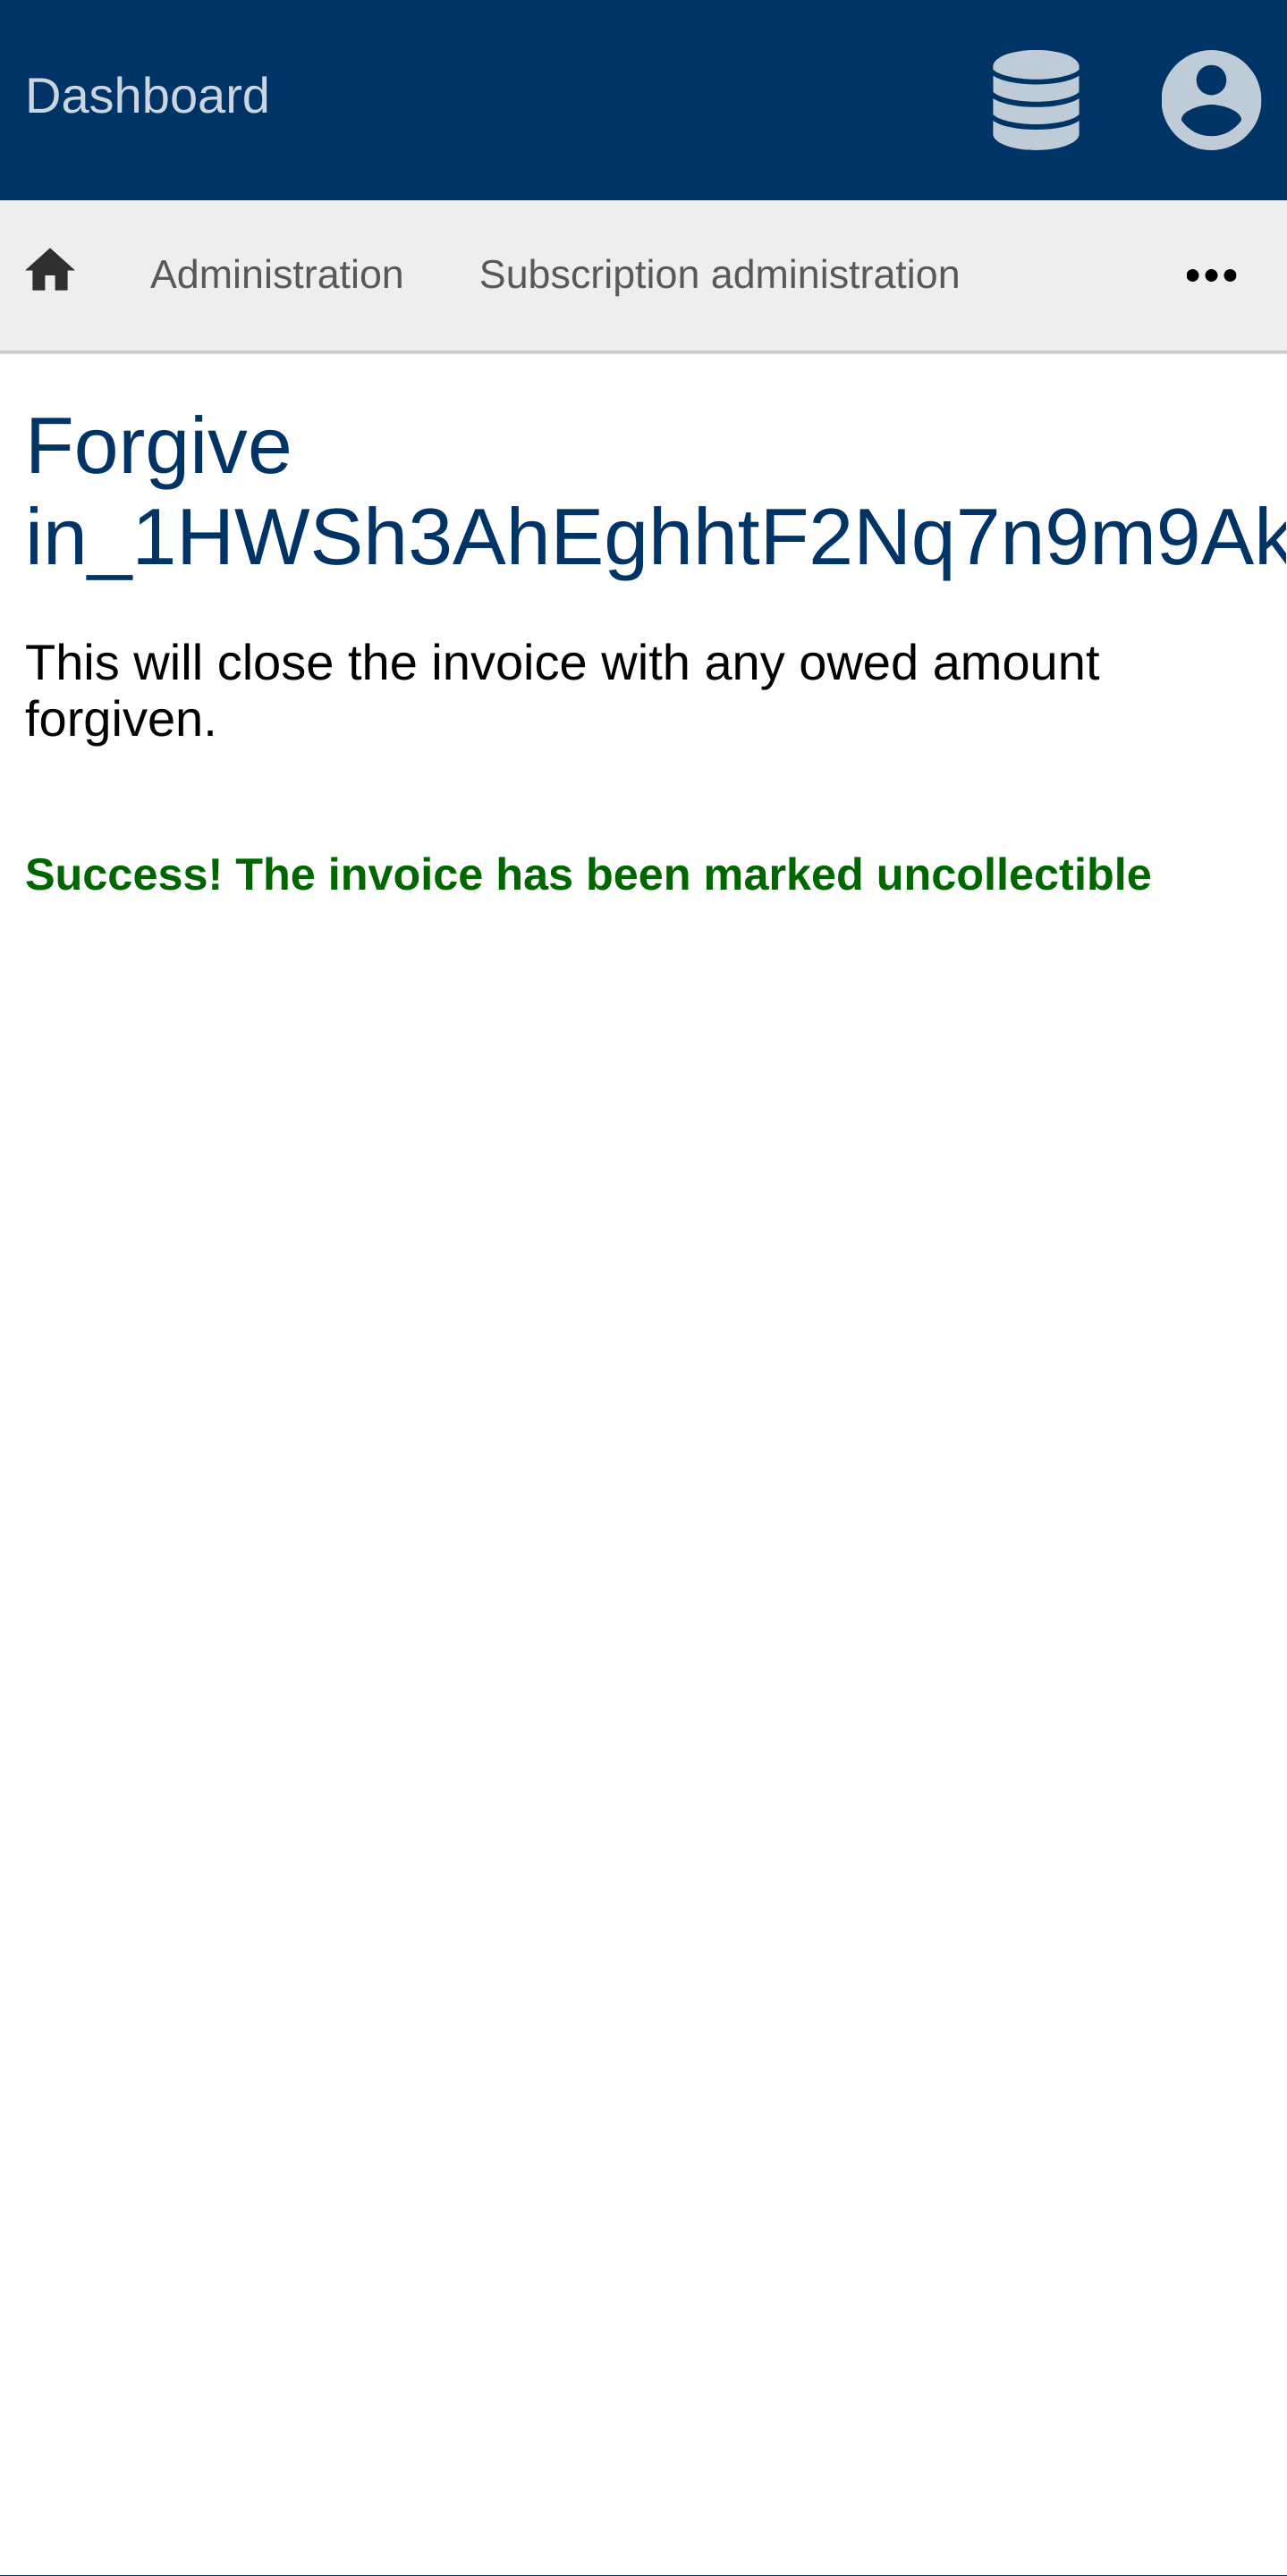 Dashboard
Administration Subscription administration
Forgive
in_1HWSh3AhEghhtF2Nq7n9m9Ak
This will close the invoice with any owed amount
forgiven.
Success! The invoice has been marked uncollectible